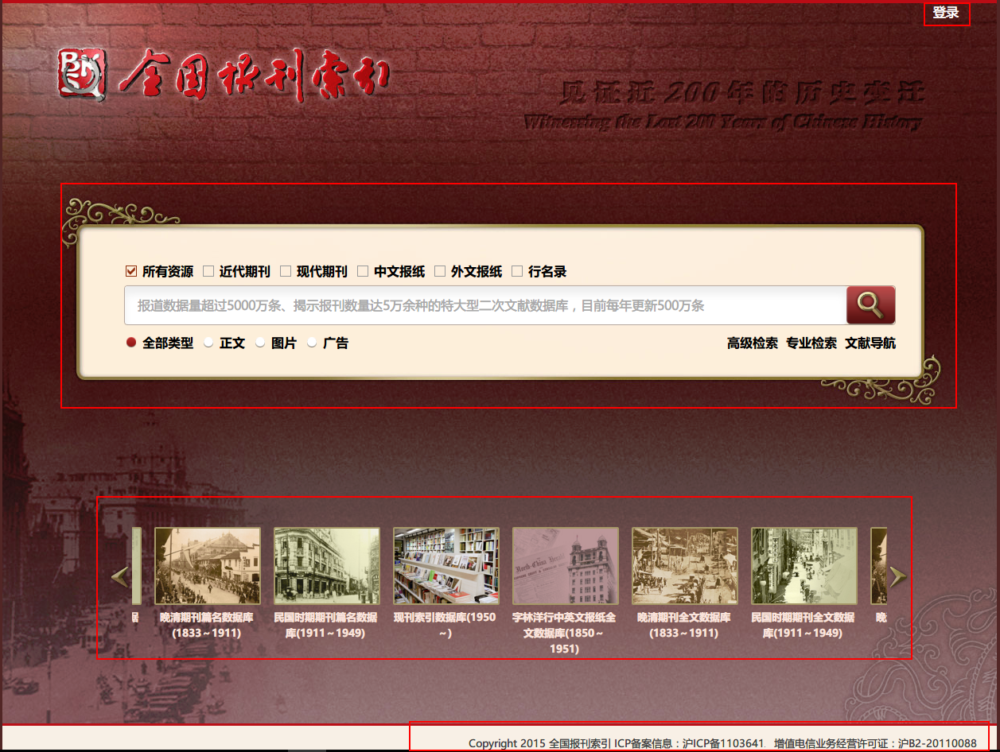 登录
全国报刊索引
见证近200年的历史变迁
Witnessing the Last 200 Years of Chinese History
所有资源 近代期刊 现代期刊 中文报纸 外文报纸 行名录
报道数据量超过5000万条、揭示报刊数量达5万余种的特大型二次文献数据库，目前每年更新500万条
全部类型 正文 图片 广告 高级检索 专业检索 文献导航
North-China Herald
晚清期刊篇名数据库 民国时期期刊篇名数据 现刊索引数据库(1950 字林洋行中英文报纸全 晚清期刊全文数据库 民国时期期刊全文数据 晚
(1833～1911) 库(1911～1949) ～) 文数据库(1850～ (1833～1911) 库(1911～1949)
1951)
Copyright 2015 全国报刊索引 ICP备案信息：沪ICP备1103641. 增值电信业务经营许可证：沪B2-20110088